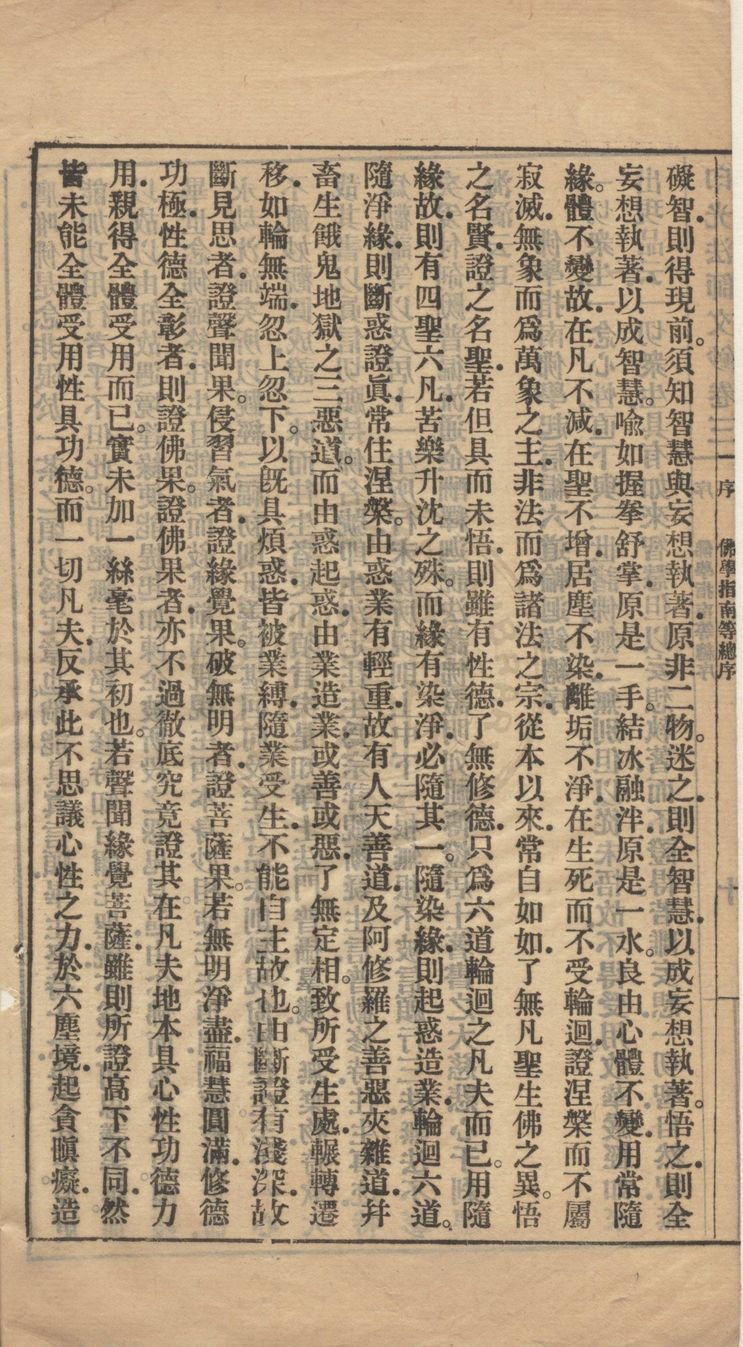 序　佛學指南等總序
礙智.則得現前。須知智慧與妄想執著.原非二物。迷之.則全智慧.以成妄想執著。悟之.則全
妄想執著.以成智慧。喻如握拳舒掌.原是一手。結冰融泮.原是一水。良由心體不變.用常隨
緣。體不變故.在凡不減.在聖不增.居塵不染.離垢不淨.在生死而不受輪迴.證涅槃而不屬
寂滅.無象而爲萬象之主.非法而爲諸法之宗.從本以來.常自如如.了無凡聖生佛之異。悟
之名賢.證之名聖.若但具而未悟.則雖有性德.了無修德.只爲六道輪迴之凡夫而已。用隨
緣故.則有四聖六凡.苦樂升沈之殊。而緣有染淨.必隨其一。隨染緣.則起惑造業.輪迴六道。
隨淨緣.則斷惑證眞.常住涅槃。由惑業有輕重.故有人天善道.及阿修羅之善惡夾雜道.幷
畜生餓鬼地獄之三惡道。而由惑起惑.由業造業.或善或惡.了無定相。致所受生處.輾轉遷
移.如輪無端.忽上忽下。以旣具煩惑.皆被業縛.隨業受生.不能自主故也。由斷證有淺深.故
斷見思者.證聲聞果。侵習氣者.證緣覺果。破無明者.證菩薩果。若無明淨盡.福慧圓滿.修德
功極.性德全彰者.則證佛果。證佛果者.亦不過徹底究竟證其在凡夫地本具心性功德力
用.親得全體受用而已。實未加一絲毫於其初也。若聲聞緣覺菩薩.雖則所證高下不同.然
皆未能全體受用性具功德。而一切凡夫.反承此不思議心性之力.於六塵境.起貪瞋癡.造